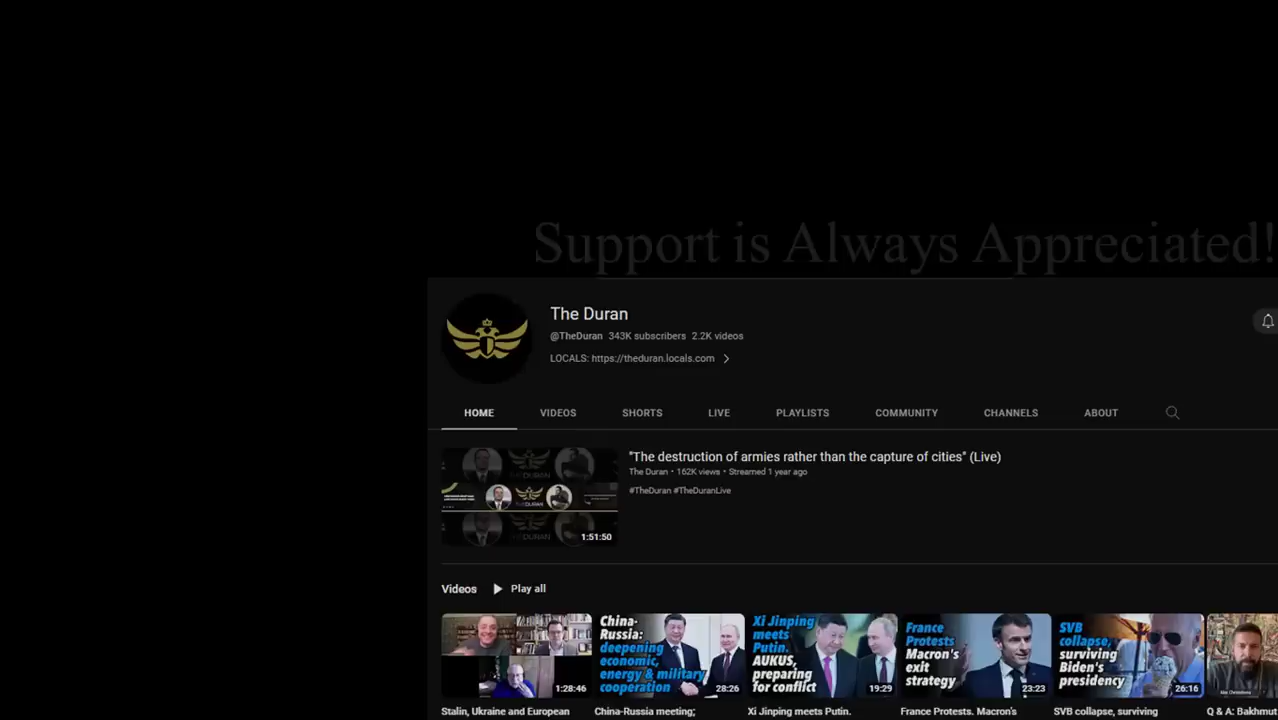 Support is Always Appreciated!
The Duran
@TheDuran 343K subscribers 2.2K videos
LOCALS: https://theduran.locals.com
HOME VIDEOS SHORTS LIVE PLAYLISTS COMMUNITY CHANNELS ABOUT
"The destruction of armies rather than the capture of cities" (Live)
The Duran • 162K views • Streamed 1 year ago
#TheDuran #TheDuranLive
1:51:50
Videos Play all
1:28:46
China-
Russia:
deepening
economic,
energy & military
cooperation
28:26
Xi Jinping
meets
Putin.
AUKUS,
preparing
for conflict
19:29
France
Protests
Macron's
exit
strategy
23:23
SVB
collapse,
surviving
Biden's
presidency
26:16
Stalin, Ukraine and European
China-Russia meeting;
Xi Jinping meets Putin.
France Protests. Macron's
SVB collapse, surviving
Q & A: Bakhmut